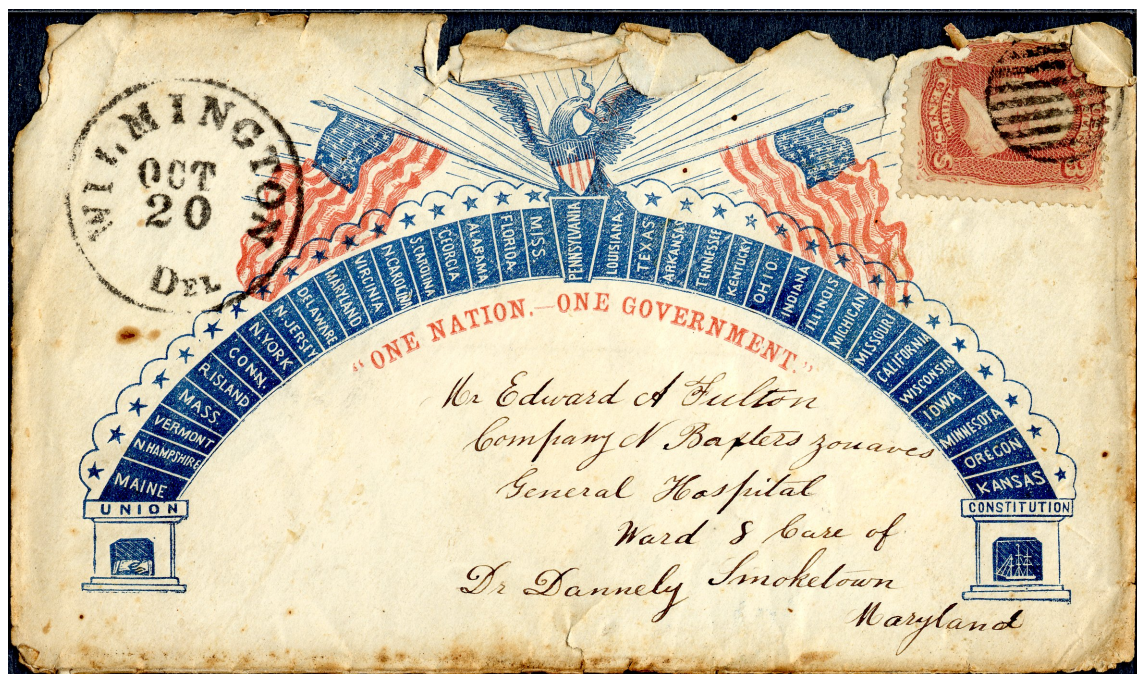 WILMINGTON
OCT
20
DEL
MAINE
N. HAMPSHIRE
VERMONT
MASS.
R. ISLAND
CONN.
N. YORK
N. JERSEY
DELAWARE
MARYLAND
VIRGINIA
N CAROLINA
S. CAROLINA
GEORGIA
ALABAMA
FLORIDA
MISS.
PENNSYLVANIA
LOUISIANA
TEXAS
ARKANSAS
TENNESSEE
KENTUCKY
OHIO
INDIANA
ILLINOIS
MICHICAN
MISSOURI
CALIFORNIA
WISCONSIN
IOWA
MINNESOTA
OREGON
KANSAS
"ONE NATION.—ONE GOVERNMENT."
UNION
CONSTITUTION
Mr Edward A Fulton
Company N Baxters zouaves
General Hospital
Ward 8 Care of
Dr Dannely Smoketown
Maryland